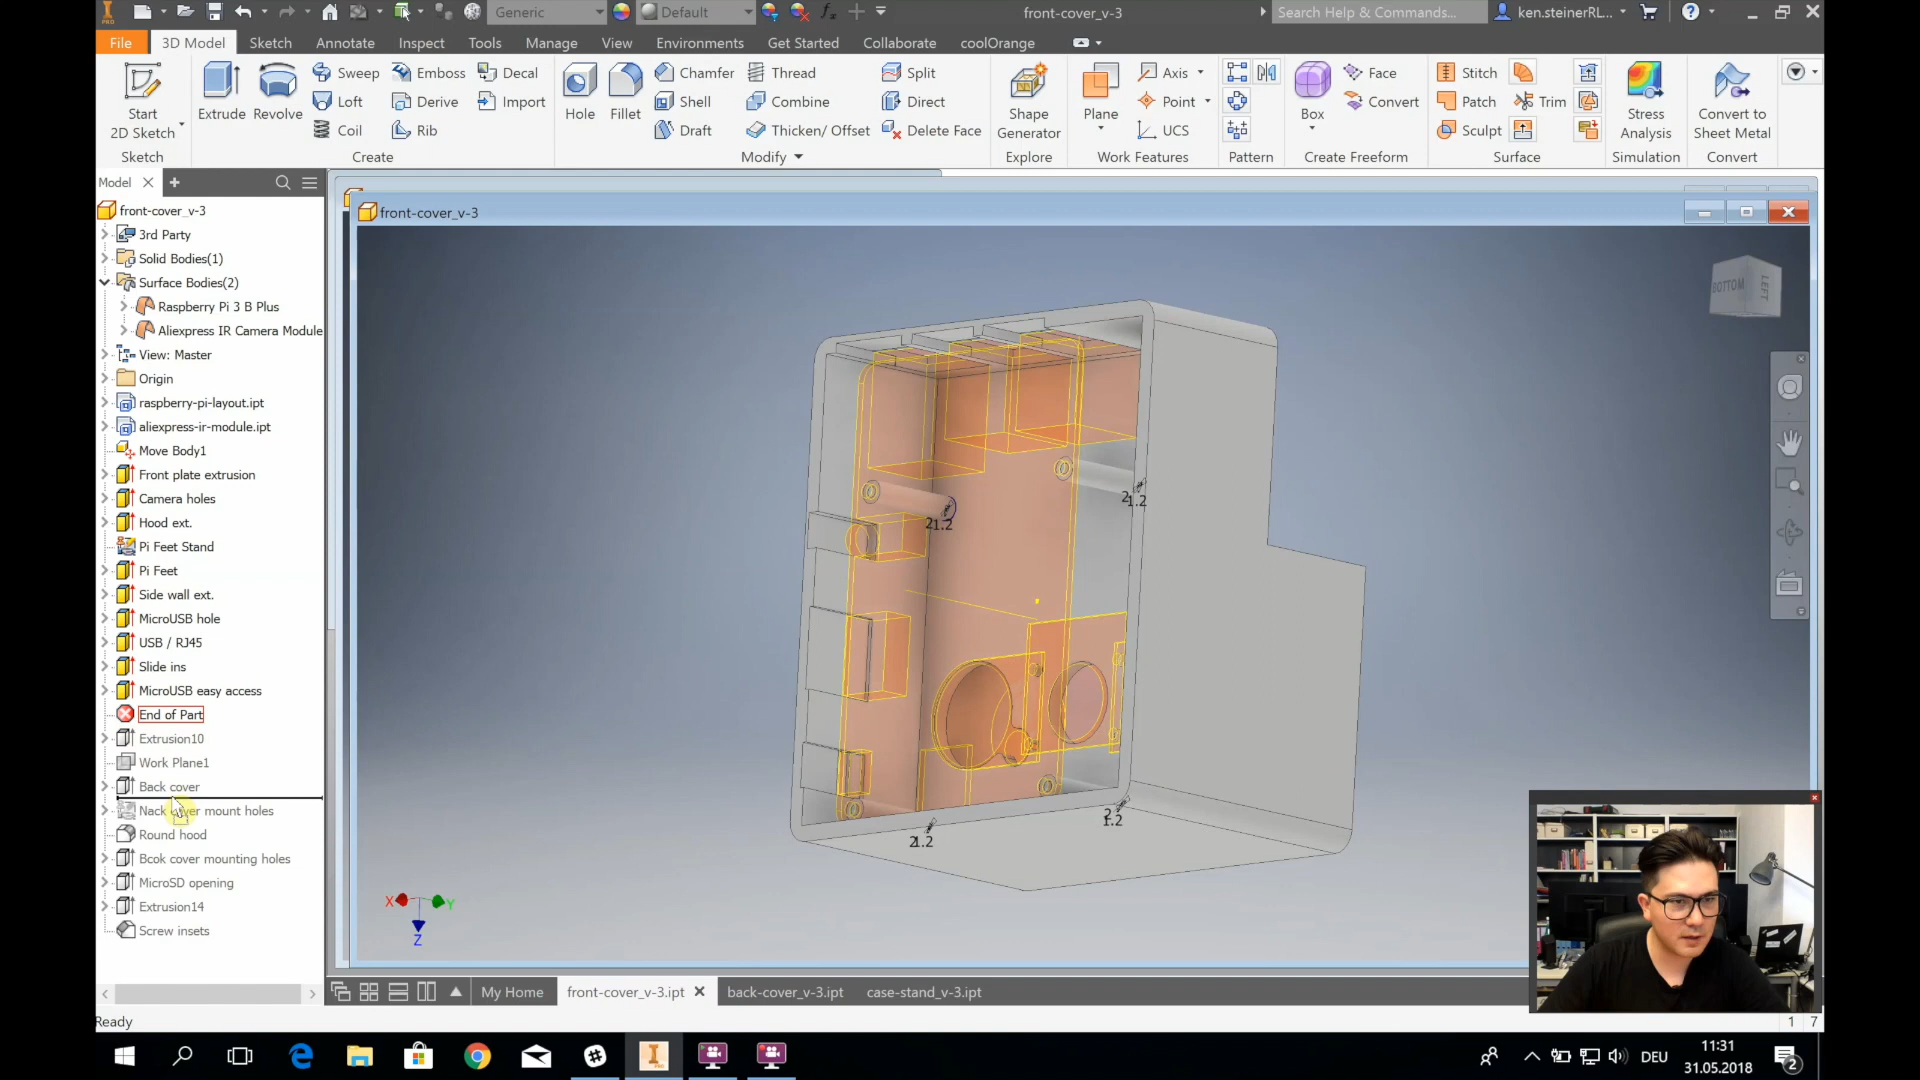 PRO
Generic
Default
front-cover_v-3
Search Help & Commands...
ken.steinerRL...
File
3D Model
Sketch
Annotate
Inspect
Tools
Manage
View
Environments
Get Started
Collaborate
coolOrange
Start
2D Sketch
Extrude
Revolve
Sweep
Loft
Coil
Emboss
Derive
Rib
Decal
Import
Hole
Fillet
Chamfer
Shell
Draft
Thread
Combine
Thicken/ Offset
Split
Direct
Delete Face
Shape
Generator
Plane
Axis
Point
UCS
Box
Face
Convert
Stitch
Patch
Sculpt
Trim
Stress
Analysis
Convert to
Sheet Metal
Sketch
Create
Modify
Explore
Work Features
Pattern
Create Freeform
Surface
Simulation
Convert
Model
front-cover_v-3
3rd Party
Solid Bodies(1)
Surface Bodies(2)
Raspberry Pi 3 B Plus
Aliexpress IR Camera Module
View: Master
Origin
raspberry-pi-layout.ipt
aliexpress-ir-module.ipt
Move Body1
Front plate extrusion
Camera holes
Hood ext.
Pi Feet Stand
Pi Feet
Side wall ext.
MicroUSB hole
USB / RJ45
Slide ins
MicroUSB easy access
End of Part
Extrusion10
Work Plane1
Back cover
Nack cover mount holes
Round hood
Bcok cover mounting holes
MicroSD opening
Extrusion14
Screw insets
front-cover_v-3
BOTTOM
LEFT
21.2
2
1.2
2
1.2
21.2
X
Y
Z
My Home
front-cover_v-3.ipt
back-cover_v-3.ipt
case-stand_v-3.ipt
Ready
1
7
DEU
11:31
31.05.2018
2